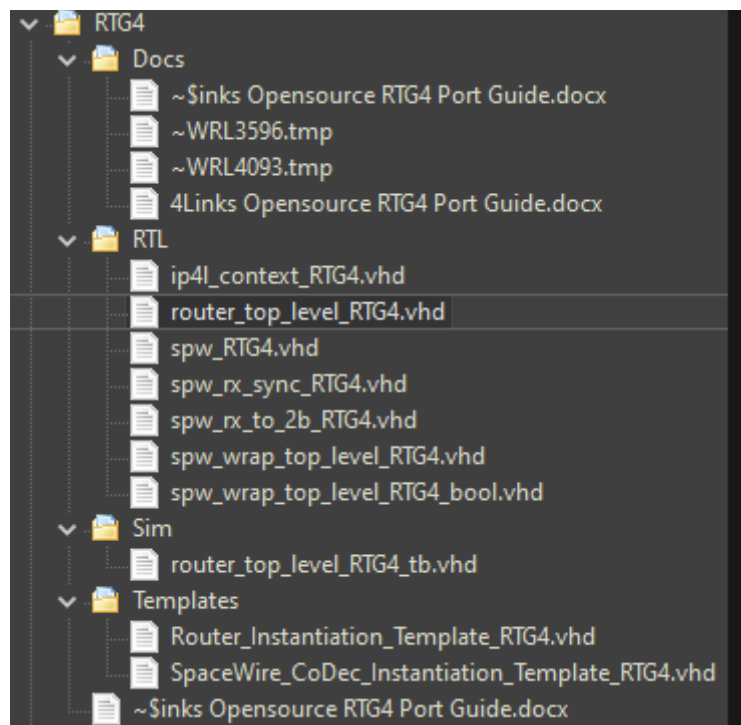 RTG4
Docs
~$inks Opensource RTG4 Port Guide.docx
~WRL3596.tmp
~WRL4093.tmp
4Links Opensource RTG4 Port Guide.docx
RTL
ip4l_context_RTG4.vhd
router_top_level_RTG4.vhd
spw_RTG4.vhd
spw_rx_sync_RTG4.vhd
spw_rx_to_2b_RTG4.vhd
spw_wrap_top_level_RTG4.vhd
spw_wrap_top_level_RTG4_bool.vhd
Sim
router_top_level_RTG4_tb.vhd
Templates
Router_Instantiation_Template_RTG4.vhd
SpaceWire_CoDec_Instantiation_Template_RTG4.vhd
~$inks Opensource RTG4 Port Guide.docx